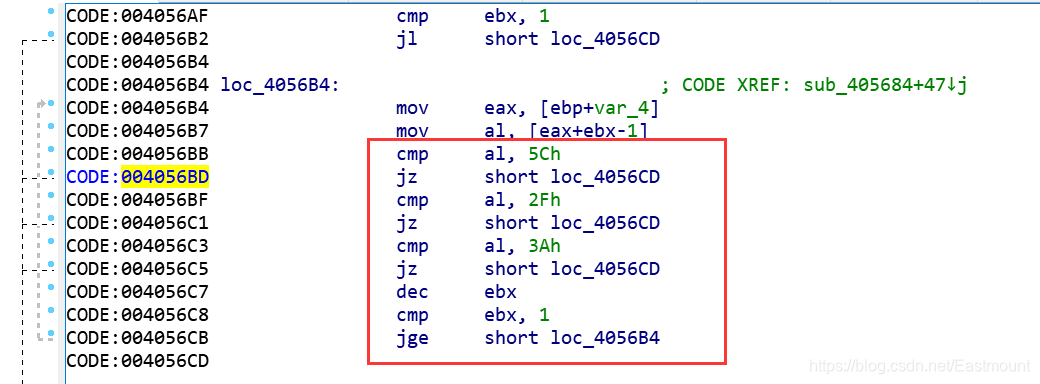 CODE:004056AF cmp ebx, 1
CODE:004056B2 jl short loc_4056CD
CODE:004056B4
CODE:004056B4 loc_4056B4: ; CODE XREF: sub_405684+47↓j
CODE:004056B4 mov eax, [ebp+var_4]
CODE:004056B7 mov al, [eax+ebx-1]
CODE:004056BB cmp al, 5Ch
CODE:004056BD jz short loc_4056CD
CODE:004056BF cmp al, 2Fh
CODE:004056C1 jz short loc_4056CD
CODE:004056C3 cmp al, 3Ah
CODE:004056C5 jz short loc_4056CD
CODE:004056C7 dec ebx
CODE:004056C8 cmp ebx, 1
CODE:004056CB jge short loc_4056B4
CODE:004056CD
https://blog.csdn.net/Eastmount